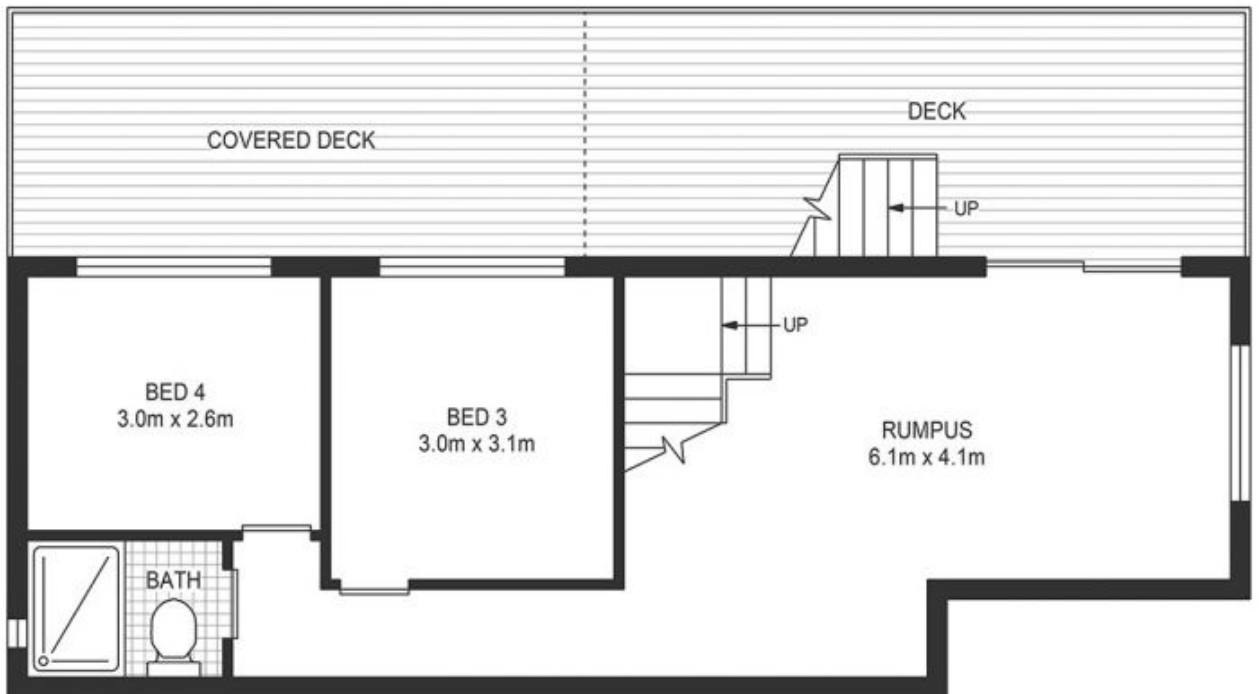 COVERED DECK
DECK
UP
UP
BED 4
3.0m x 2.6m
BED 3
3.0m x 3.1m
RUMPUS
6.1m x 4.1m
BATH